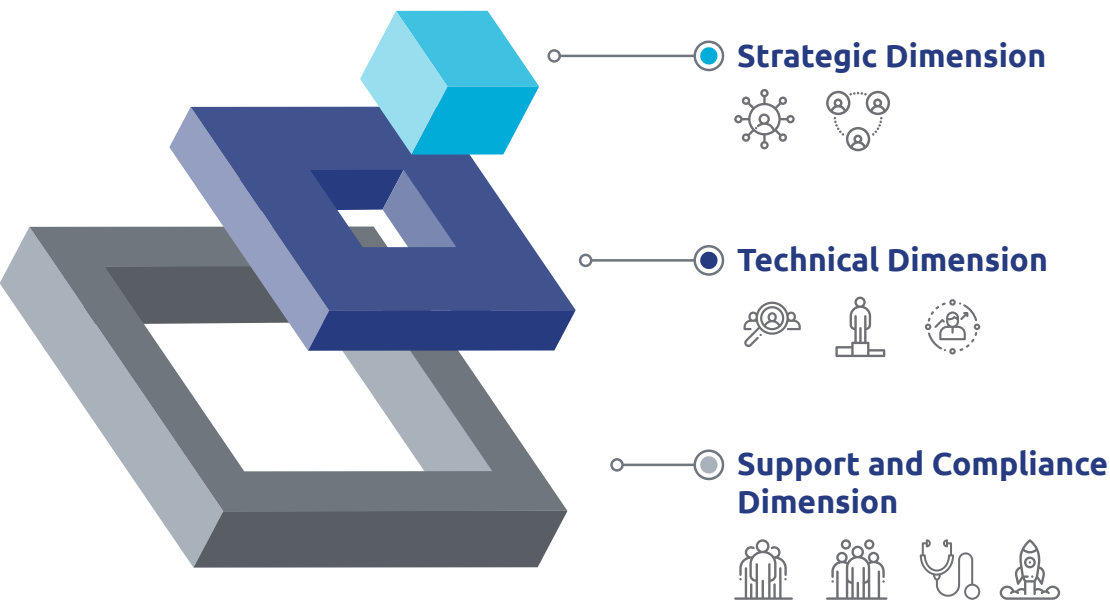 Strategic Dimension
Technical Dimension
Support and Compliance
Dimension